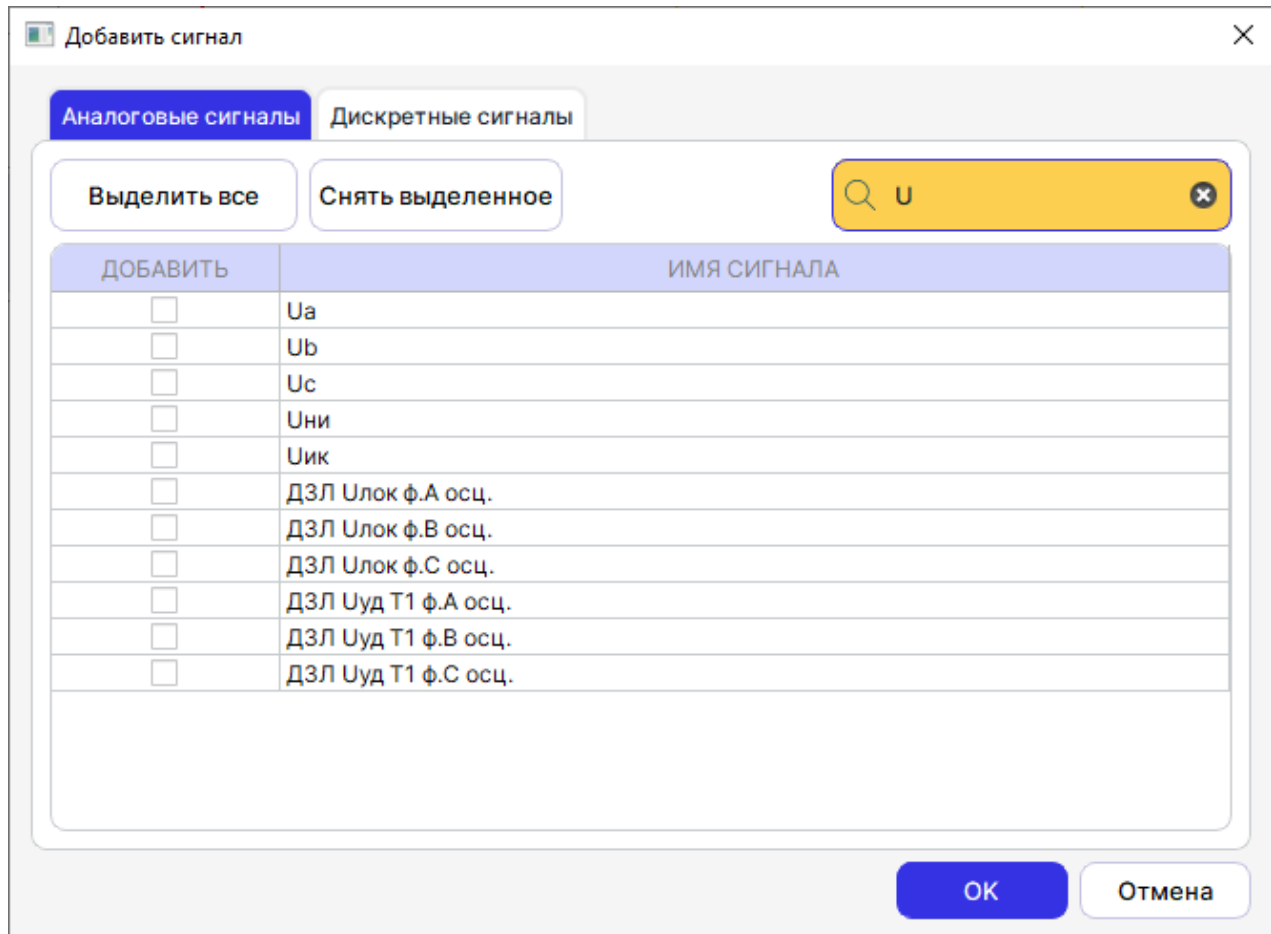 Добавить сигнал
Аналоговые сигналы Дискретные сигналы
Выделить все Снять выделенное U
ДОБАВИТЬ ИМЯ СИГНАЛА
Ua
Ub
Uc
Uни
Uик
ДЗЛ Uлок ф.A осц.
ДЗЛ Uлок ф.B осц.
ДЗЛ Uлок ф.C осц.
ДЗЛ Uуд Т1 ф.A осц.
ДЗЛ Uуд Т1 ф.B осц.
ДЗЛ Uуд Т1 ф.C осц.
OK Отмена